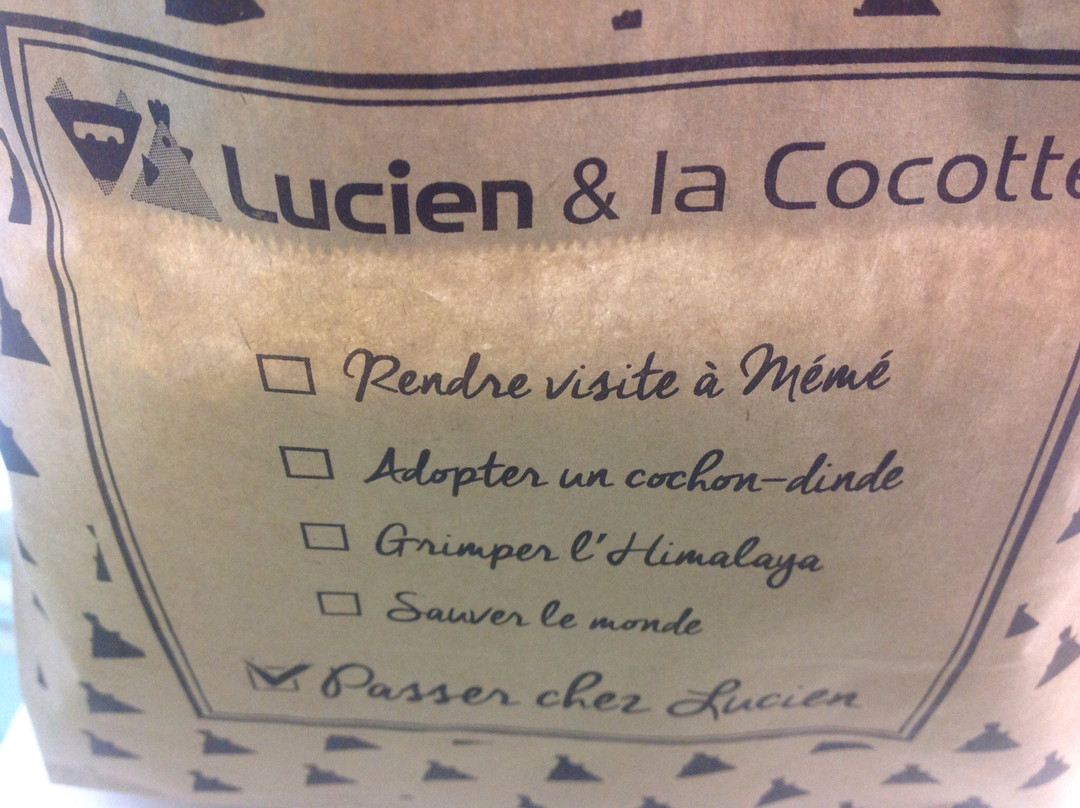 Lucien & la Cocotte
Rendre visite à Mémé
Adopter un cochon-dinde
Grimper l'Himalaya
Sauver le monde
Passer chez Lucien